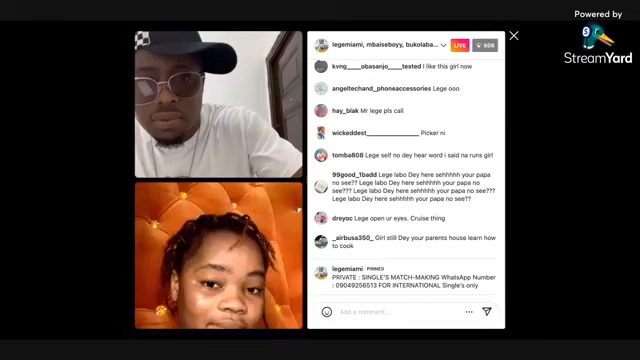 Powered by
StreamYard
legemiami, mbaiseboyy, bukolaba...
LIVE
808
kvng_____obasanjo_____tested I like this girl now
angeltechand_phoneaccessories Lege ooo
hay_blak Mr lege pls call
wickeddest__________________ Picker ni
tomba808 Lege self no dey hear word i said na runs girl
99good_1badd Lege labo Dey here sehhhhh your papa
no see?? Lege labo Dey here sehhhhh your papa no
see??? Lege labo Dey here sehhhhh your papa no
see?? Lege labo Dey here sehhhhh your papa no see??
dreyoc Lege open ur eyes. Cruise thing
_airbusa350_ Girl still Dey your parents house learn how
to cook
legemiami · PINNED
PRIVATE : SINGLE'S MATCH-MAKING WhatsApp Number
: 09049256513 FOR INTERNATIONAL Single's only
Add a comment...